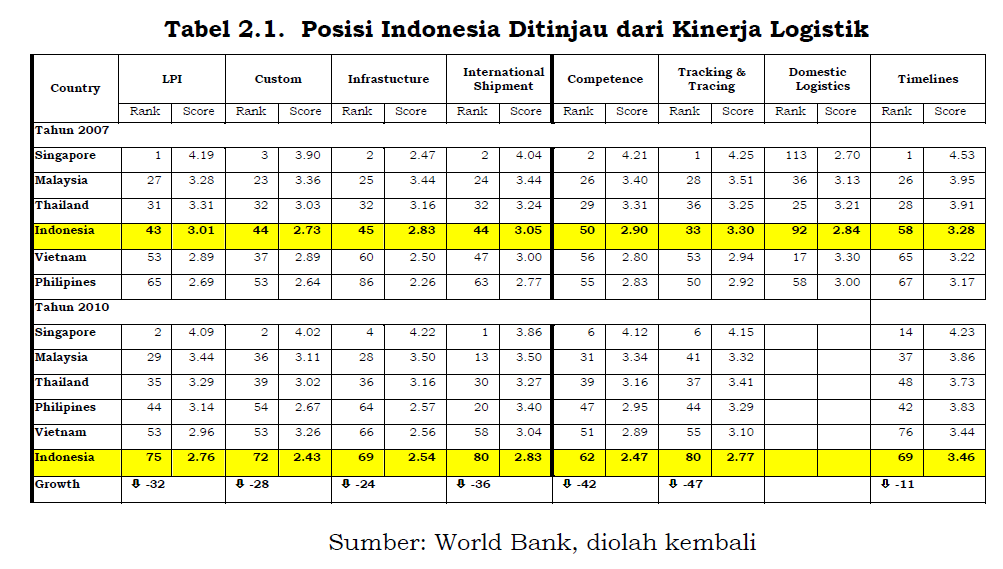 Tabel 2.1. Posisi Indonesia Ditinjau dari Kinerja Logistik
Country LPI Custom Infrastucture International Shipment Competence Tracking & Tracing Domestic Logistics Timelines
Rank Score Rank Score Rank Score Rank Score Rank Score Rank Score Rank Score Rank Score
Tahun 2007
Singapore 1 4.19 3 3.90 2 2.47 2 4.04 2 4.21 1 4.25 113 2.70 1 4.53
Malaysia 27 3.28 23 3.36 25 3.44 24 3.44 26 3.40 28 3.51 36 3.13 26 3.95
Thailand 31 3.31 32 3.03 32 3.16 32 3.24 29 3.31 36 3.25 25 3.21 28 3.91
Indonesia 43 3.01 44 2.73 45 2.83 44 3.05 50 2.90 33 3.30 92 2.84 58 3.28
Vietnam 53 2.89 37 2.89 60 2.50 47 3.00 56 2.80 53 2.94 17 3.30 65 3.22
Philipines 65 2.69 53 2.64 86 2.26 63 2.77 55 2.83 50 2.92 58 3.00 67 3.17
Tahun 2010
Singapore 2 4.09 2 4.02 4 4.22 1 3.86 6 4.12 6 4.15 14 4.23
Malaysia 29 3.44 36 3.11 28 3.50 13 3.50 31 3.34 41 3.32 37 3.86
Thailand 35 3.29 39 3.02 36 3.16 30 3.27 39 3.16 37 3.41 48 3.73
Philipines 44 3.14 54 2.67 64 2.57 20 3.40 47 2.95 44 3.29 42 3.83
Vietnam 53 2.96 53 3.26 66 2.56 58 3.04 51 2.89 55 3.10 76 3.44
Indonesia 75 2.76 72 2.43 69 2.54 80 2.83 62 2.47 80 2.77 69 3.46
Growth ⇩ -32 ⇩ -28 ⇩ -24 ⇩ -36 ⇩ -42 ⇩ -47 ⇩ -11
Sumber: World Bank, diolah kembali